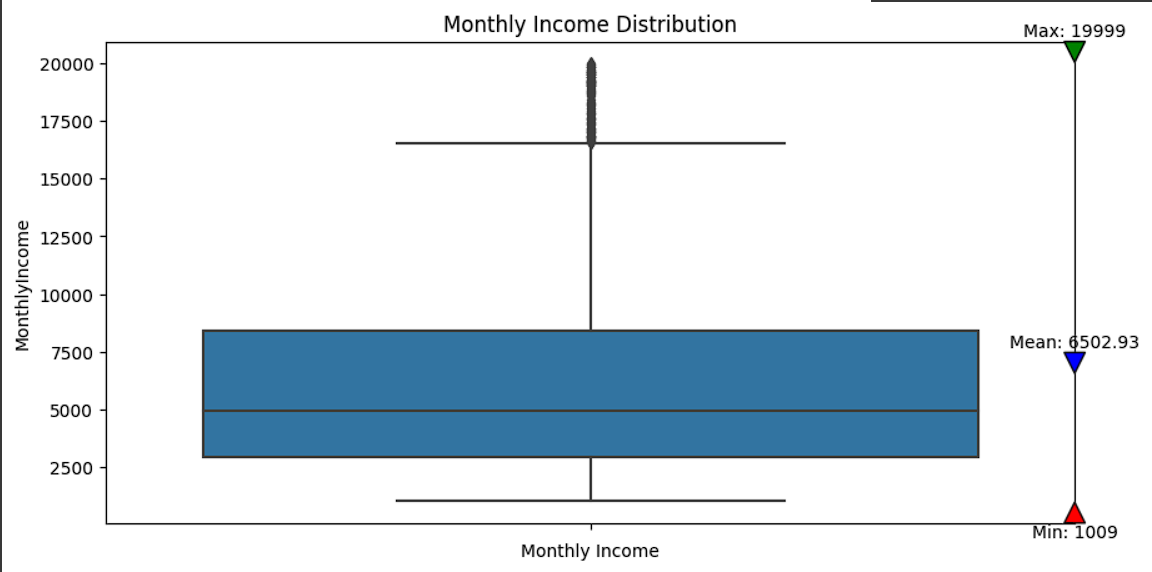 Monthly Income Distribution
Max: 19999
20000
17500
15000
12500
10000
7500
5000
2500
MonthlyIncome
Mean: 6502.93
Min: 1009
Monthly Income